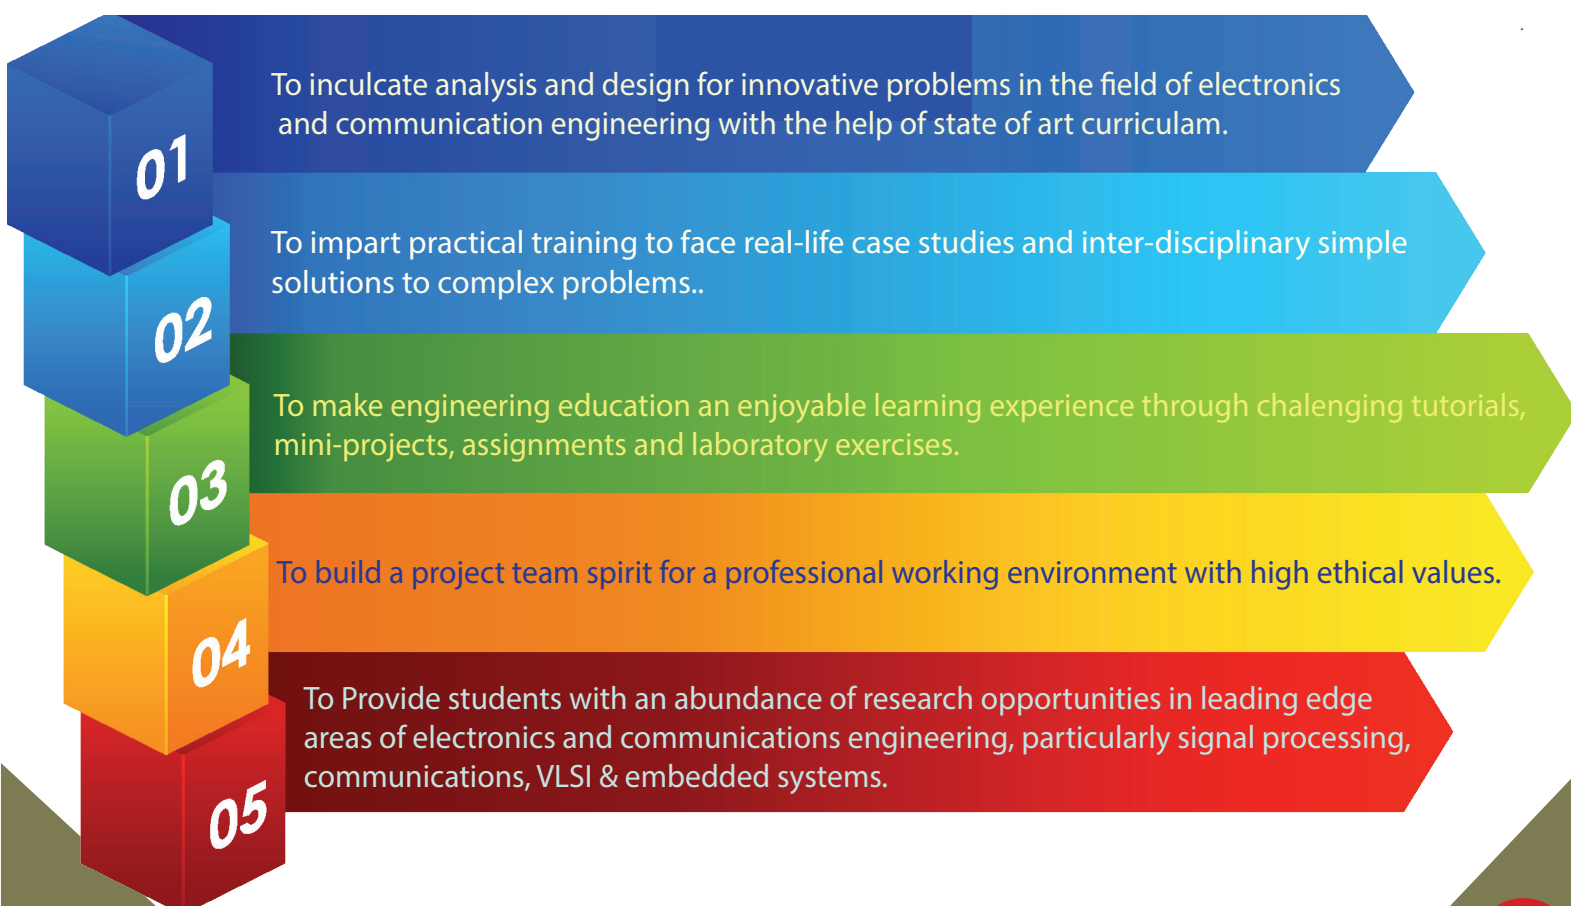 01
To inculcate analysis and design for innovative problems in the field of electronics
and communication engineering with the help of state of art curriculam.
02
To impart practical training to face real-life case studies and inter-disciplinary simple
solutions to complex problems..
03
To make engineering education an enjoyable learning experience through chalenging tutorials,
mini-projects, assignments and laboratory exercises.
04
To build a project team spirit for a professional working environment with high ethical values.
05
To Provide students with an abundance of research opportunities in leading edge
areas of electronics and communications engineering, particularly signal processing,
communications, VLSI & embedded systems.